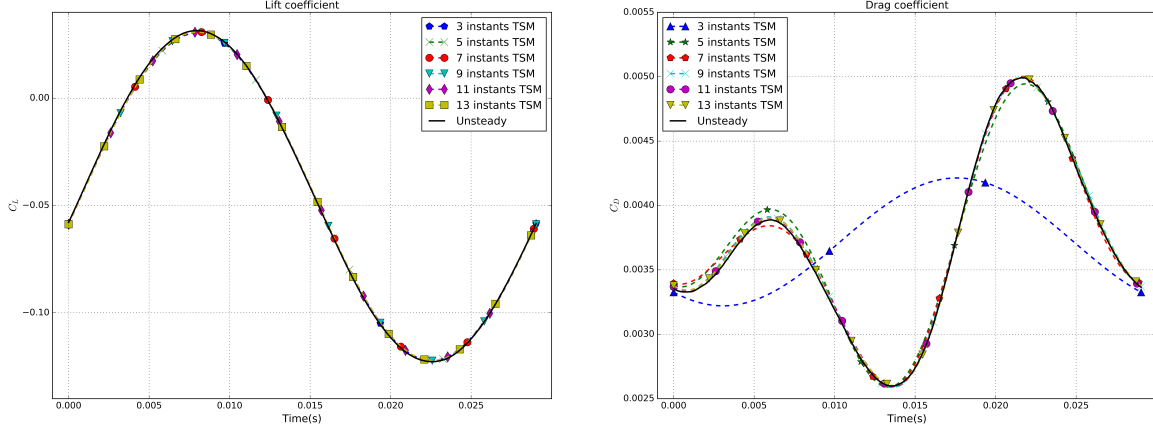 Lift coefficient
3 instants TSM
5 instants TSM
7 instants TSM
9 instants TSM
11 instants TSM
13 instants TSM
Unsteady
0.00
−0.05
−0.10
C_L
0.000
0.005
0.010
0.015
0.020
0.025
0.030
Time(s)
Drag coefficient
3 instants TSM
5 instants TSM
7 instants TSM
9 instants TSM
11 instants TSM
13 instants TSM
Unsteady
0.0055
0.0050
0.0045
0.0040
0.0035
0.0030
0.0025
C_D
0.000
0.005
0.010
0.015
0.020
0.025
Time(s)